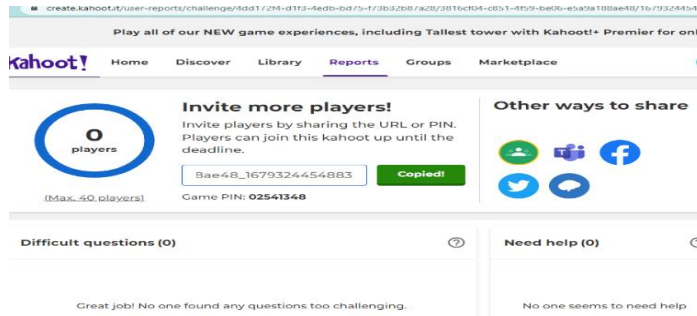 create.kahoot.it/user-reports/challenge/4dd172f4-d1f3-4edb-bd75-f73b32b87a28/3816cf04-c851-4f59-be06-e5a9a188ae48/1679324454
Play all of our NEW game experiences, including Tallest tower with Kahoot!+ Premier for onl
Kahoot! Home Discover Library Reports Groups Marketplace
Invite more players!
Other ways to share
Invite players by sharing the URL or PIN.
Players can join this kahoot up until the
deadline.
0
players
8ae48_1679324454883
Copied!
(Max. 40 players)
Game PIN: 02541348
Difficult questions (0)
Need help (0)
Great job! No one found any questions too challenging.
No one seems to need help